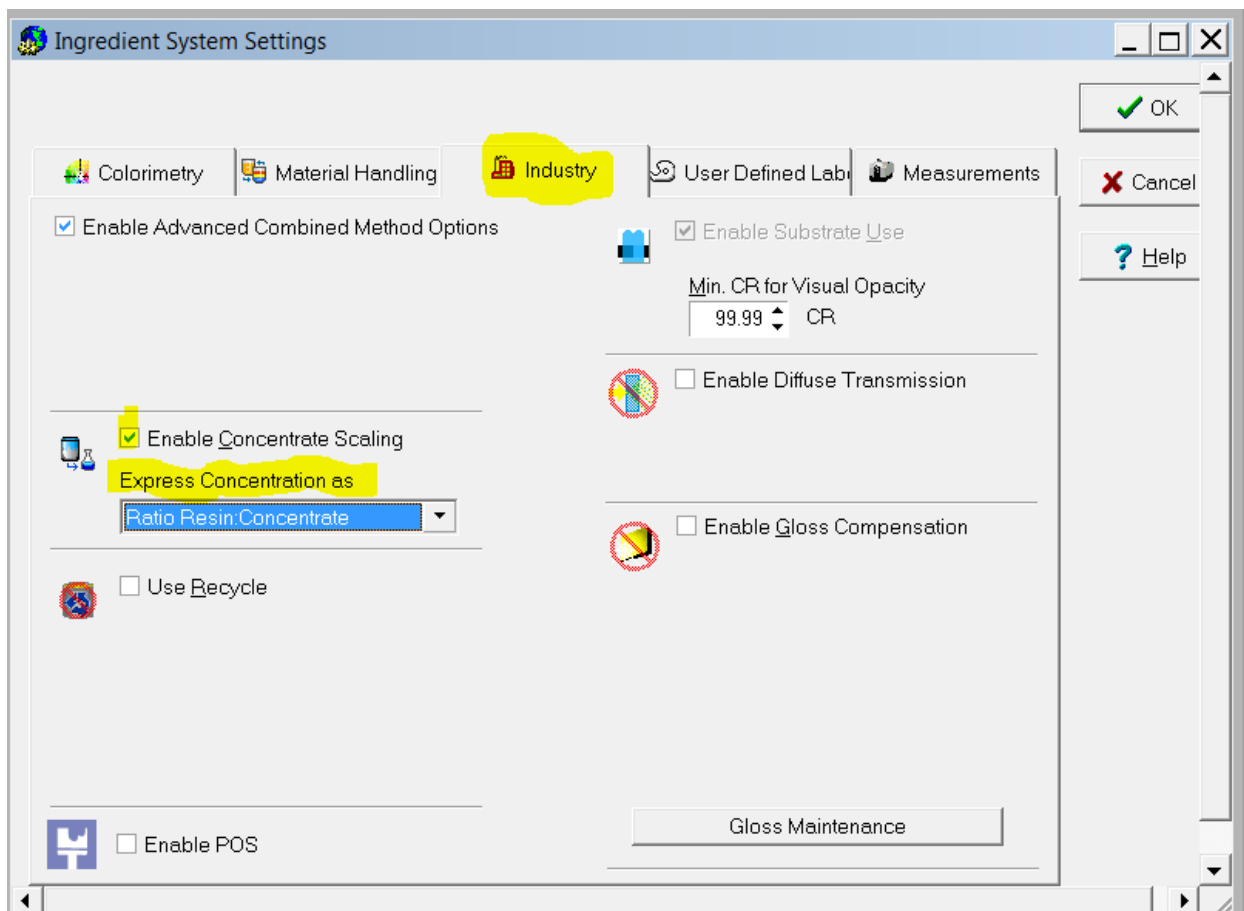 Ingredient System Settings
OK
Colorimetry
Material Handling
Industry
User Defined Lab
Measurements
Cancel
Enable Advanced Combined Method Options
Enable Substrate Use
Help
Min. CR for Visual Opacity
99.99 CR
Enable Diffuse Transmission
Enable Concentrate Scaling
Express Concentration as
Ratio Resin:Concentrate
Enable Gloss Compensation
Use Recycle
Gloss Maintenance
Enable POS